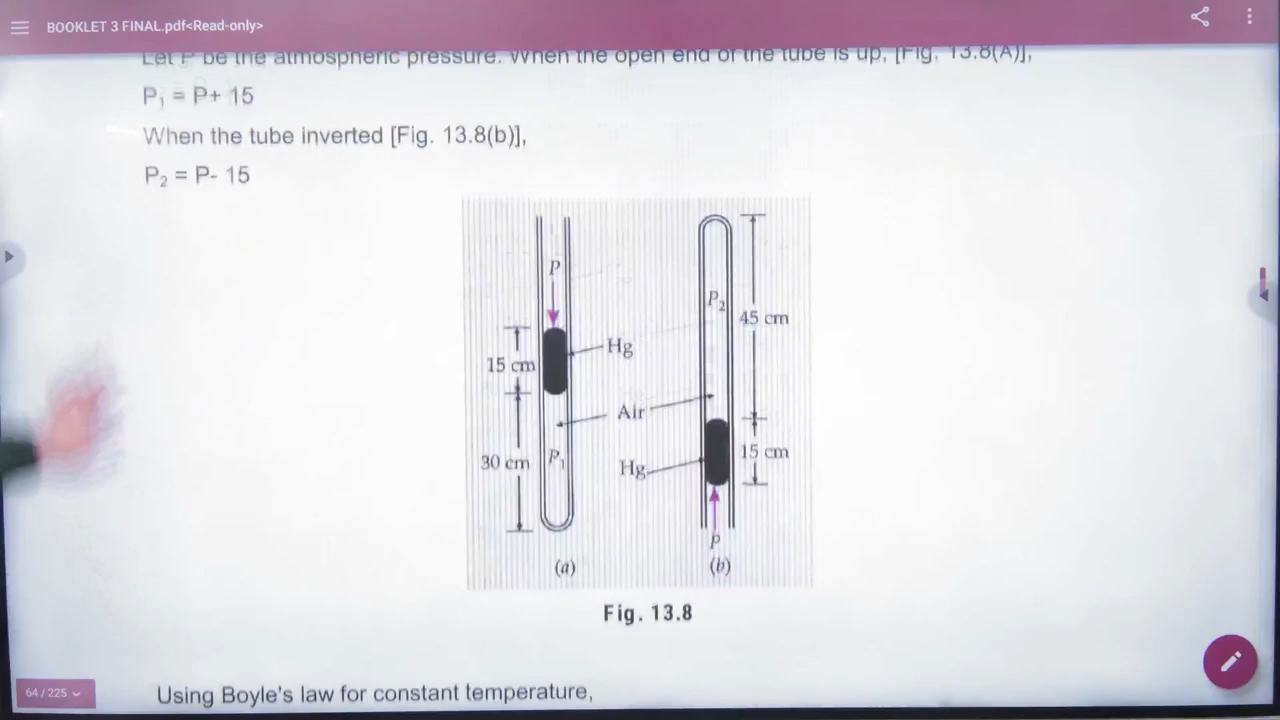 BOOKLET 3 FINAL.pdf<Read-only>
Let P be the atmospheric pressure. When the open end of the tube is up, [Fig. 13.8(A)],
P₁ = P+ 15
When the tube inverted [Fig. 13.8(b)],
P₂ = P- 15
P
P₂
45 cm
Hg
15 cm
Air
15 cm
30 cm
P₁
Hg
P
(a)
(b)
Fig. 13.8
64 / 225
Using Boyle's law for constant temperature,